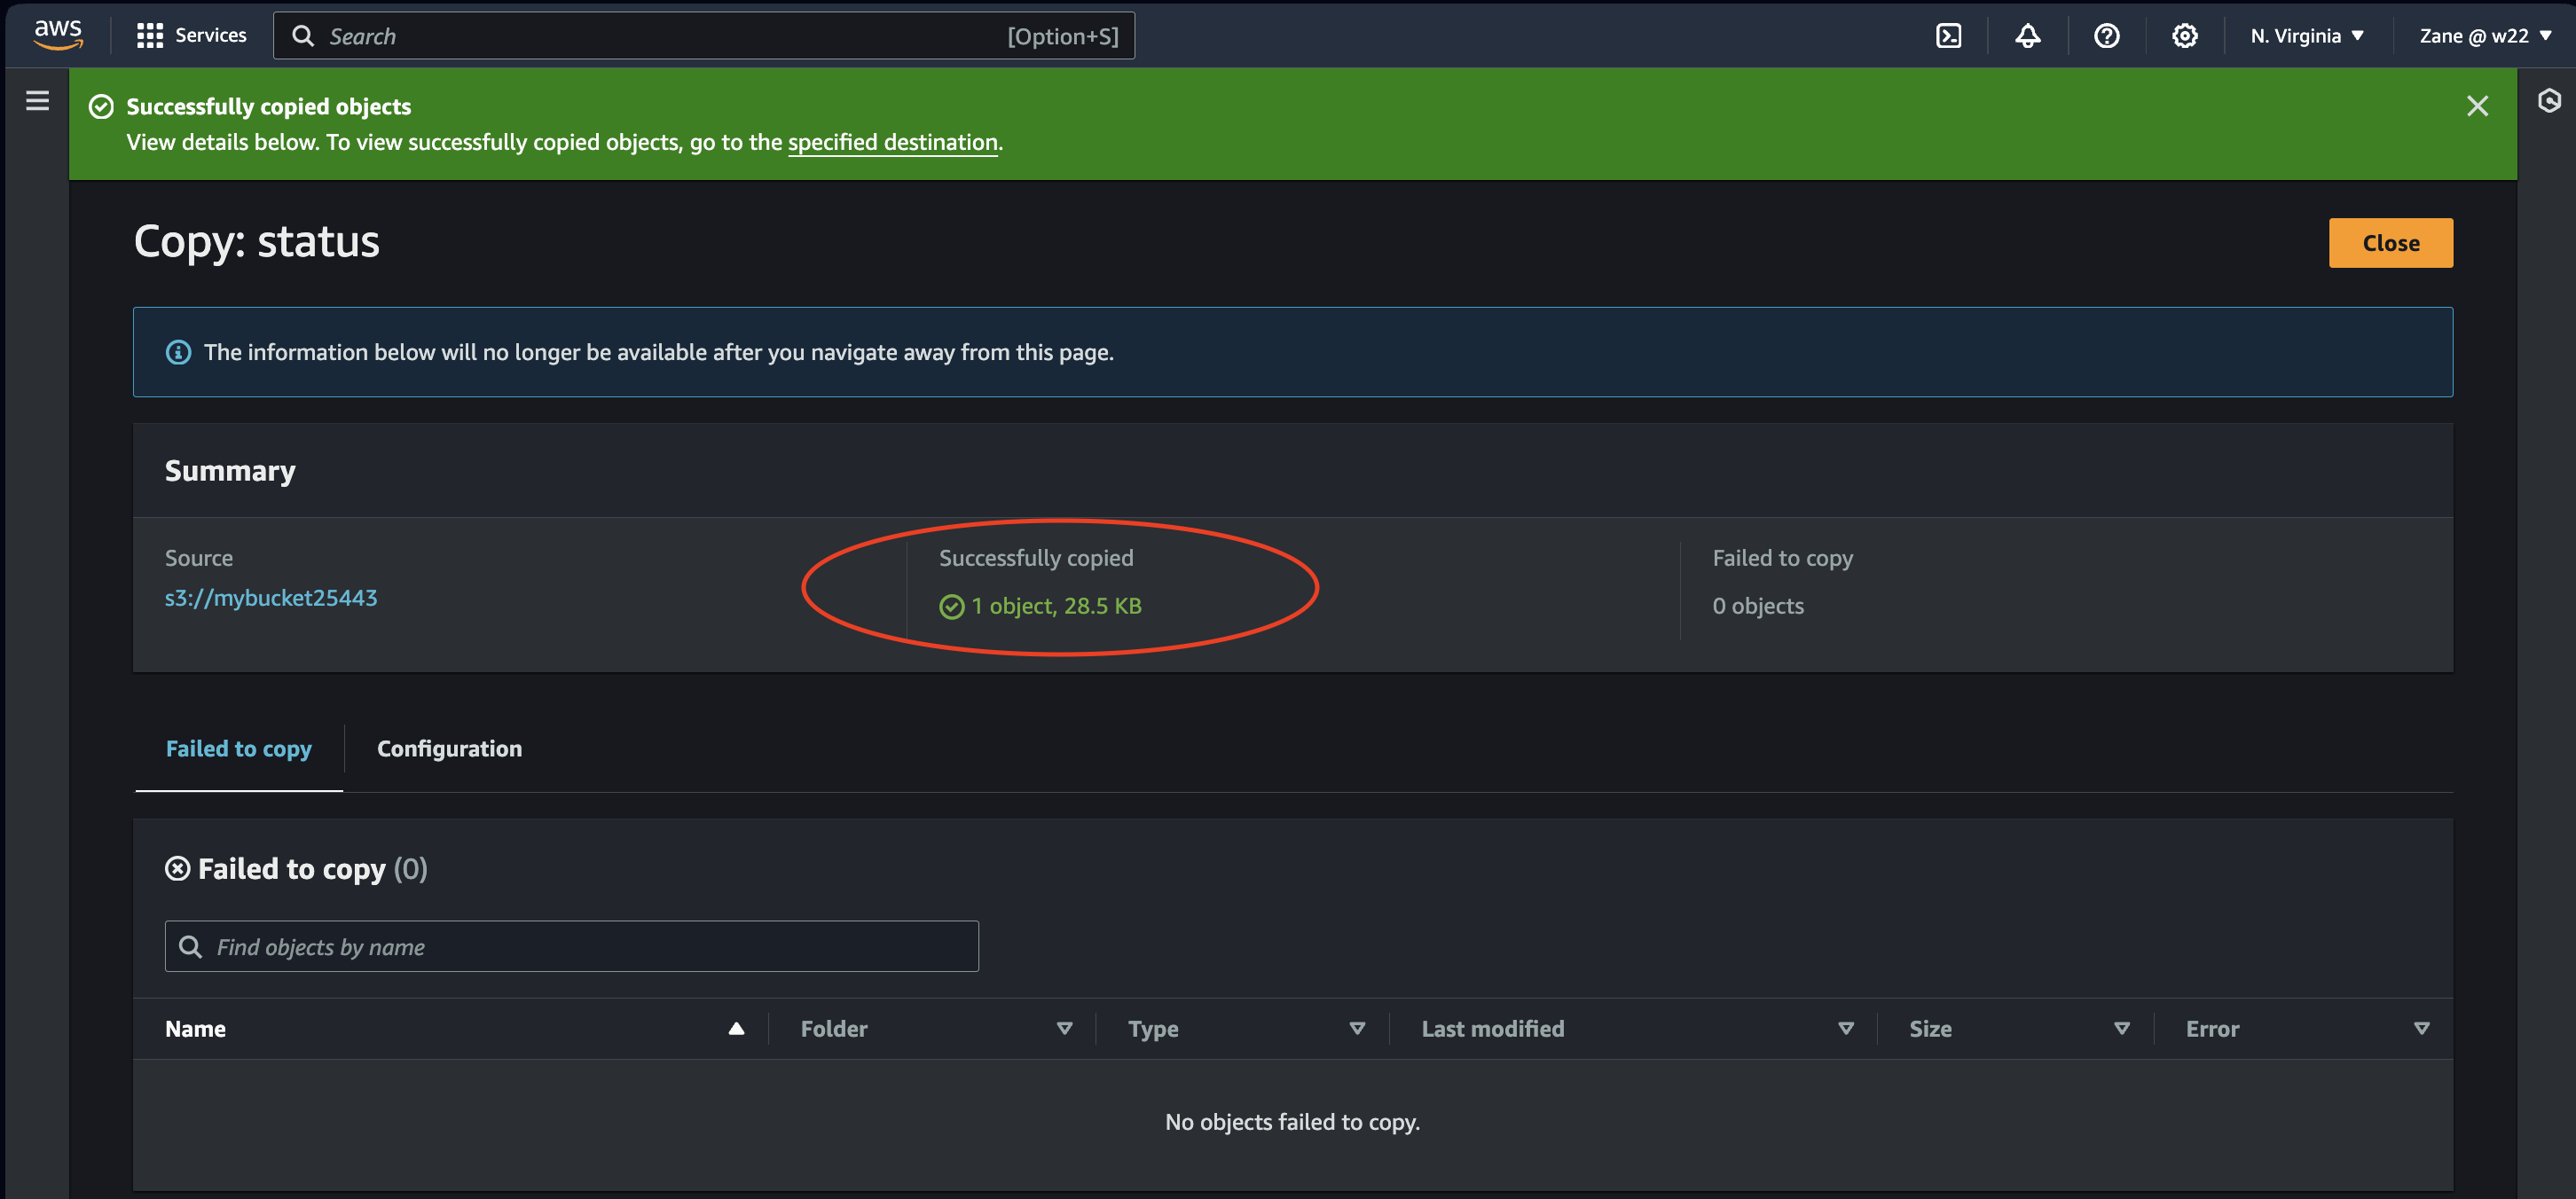 aws Services Search [Option+S] N. Virginia Zane @ w22
Successfully copied objects
View details below. To view successfully copied objects, go to the specified destination.
Copy: status
Close
The information below will no longer be available after you navigate away from this page.
Summary
Source
s3://mybucket25443
Successfully copied
1 object, 28.5 KB
Failed to copy
0 objects
Failed to copy Configuration
Failed to copy (0)
Find objects by name
Name Folder Type Last modified Size Error
No objects failed to copy.